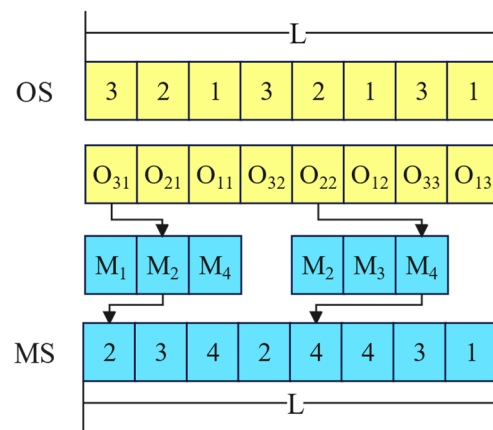 L
OS 3 2 1 3 2 1 3 1
O₃₁ O₂₁ O₁₁ O₃₂ O₂₂ O₁₂ O₃₃ O₁₃
M₁ M₂ M₄ M₂ M₃ M₄
MS 2 3 4 2 4 4 3 1
L